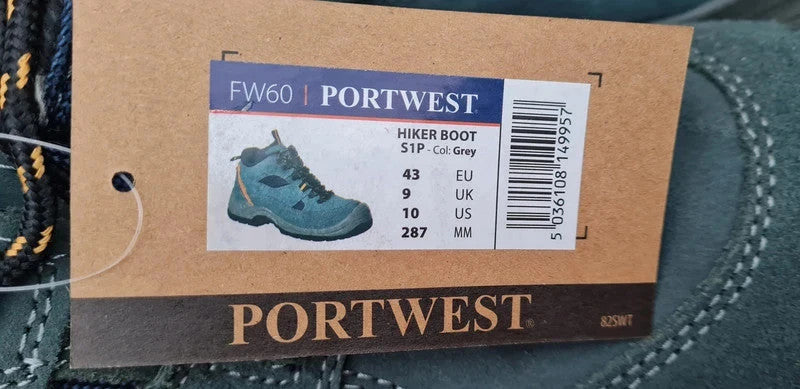 FW60 | PORTWEST
HIKER BOOT
S1P - Col: Grey
43 EU
9 UK
10 US
287 MM
5 036108 149957
PORTWEST®
82SWT